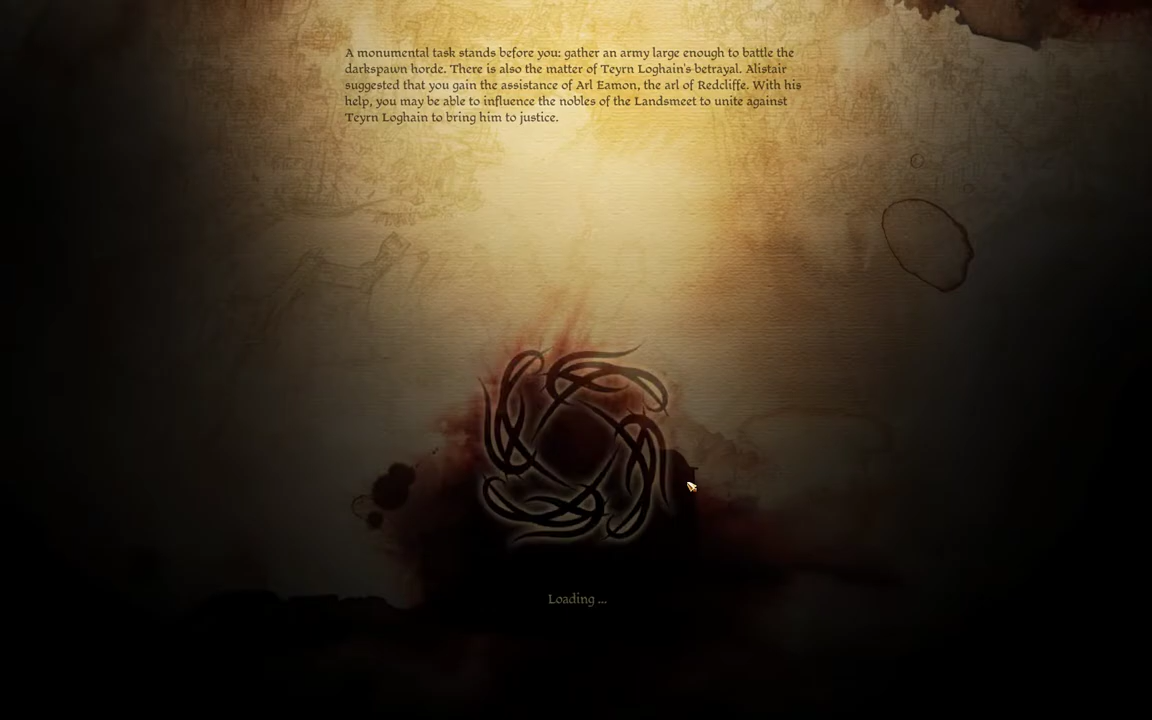 A monumental task stands before you: gather an army large enough to battle the
darkspawn horde. There is also the matter of Teyrn Loghain's betrayal. Alistair
suggested that you gain the assistance of Arl Eamon, the arl of Redcliffe. With his
help, you may be able to influence the nobles of the Landsmeet to unite against
Teyrn Loghain to bring him to justice.
Loading ...